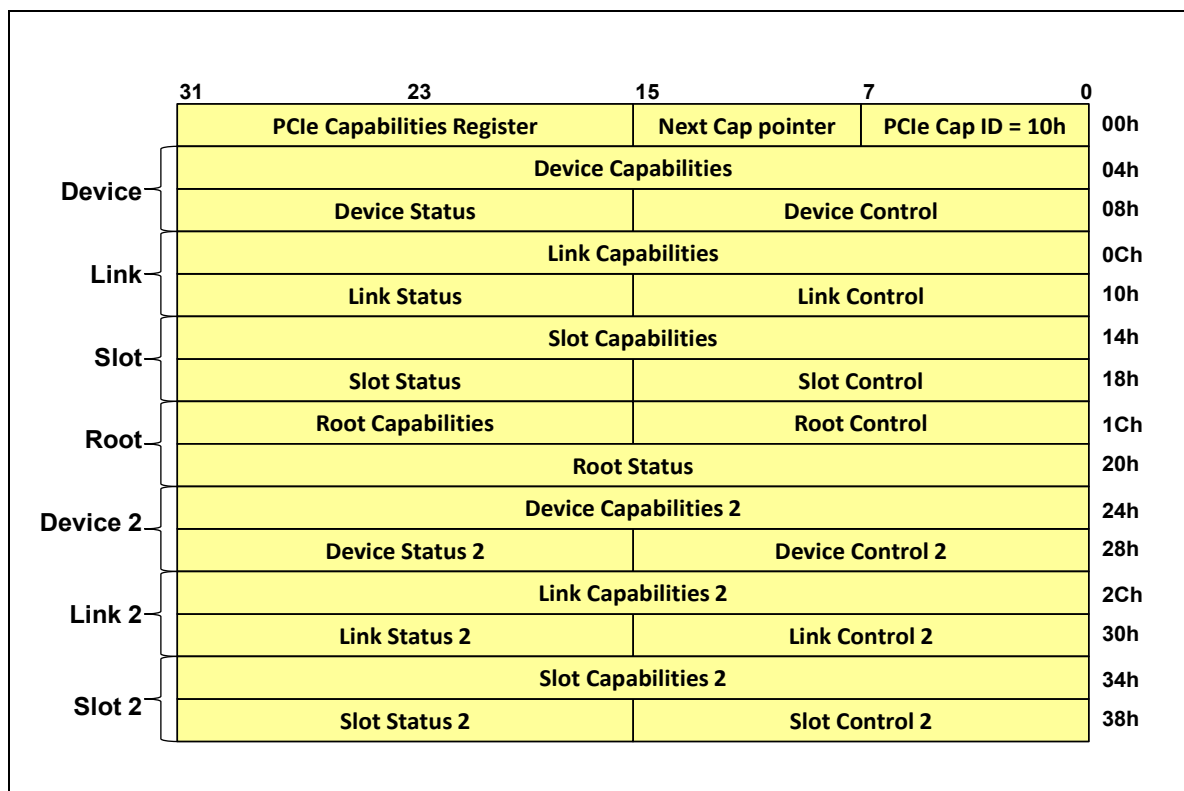 31 23 15 7 0
PCIe Capabilities Register Next Cap pointer PCIe Cap ID = 10h 00h
Device Capabilities 04h
Device
Device Status Device Control 08h
Link Capabilities 0Ch
Link
Link Status Link Control 10h
Slot Capabilities 14h
Slot
Slot Status Slot Control 18h
Root Capabilities Root Control 1Ch
Root
Root Status 20h
Device Capabilities 2 24h
Device 2
Device Status 2 Device Control 2 28h
Link Capabilities 2 2Ch
Link 2
Link Status 2 Link Control 2 30h
Slot Capabilities 2 34h
Slot 2
Slot Status 2 Slot Control 2 38h